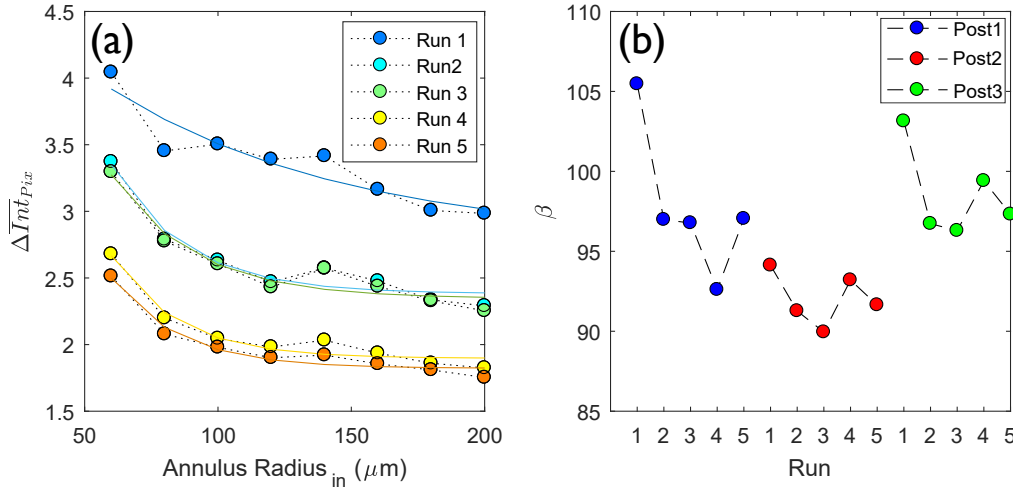 (a)
4.5
4
3.5
3
2.5
2
1.5
50
100
150
200
ΔInt_Pix
Annulus Radius_in (μm)
Run 1
Run2
Run 3
Run 4
Run 5
(b)
110
105
100
95
90
85
β
1 2 3 4 5 1 2 3 4 5 1 2 3 4 5
Run
Post1
Post2
Post3